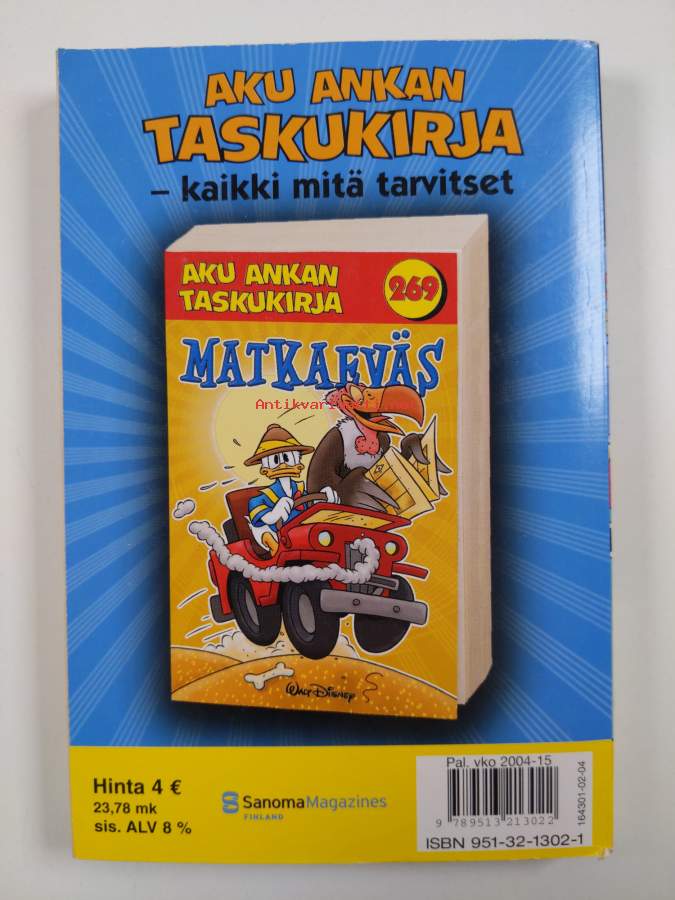 AKU ANKAN
TASKUKIRJA
– kaikki mitä tarvitset
AKU ANKAN
TASKUKIRJA
269
MATKAEVÄS
WALT DISNEY
Hinta 4 €
23,78 mk
sis. ALV 8 %
SanomaMagazines
FINLAND
Pal. vko 2004-15
164301-02-04
9 789513 213022
ISBN 951-32-1302-1